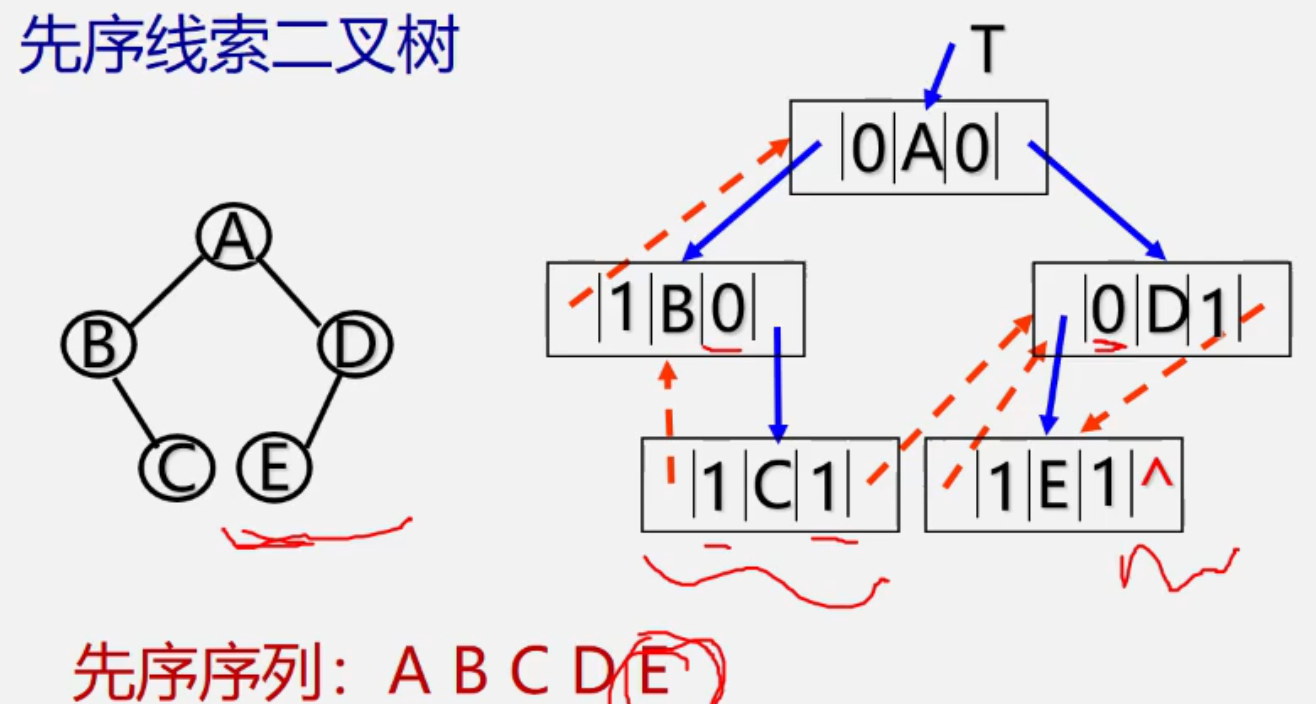 先序线索二叉树
T
0 A 0
A
1 B 0
0 D 1
B
D
C
E
1 C 1
1 E 1 ^
先序序列：A B C D E